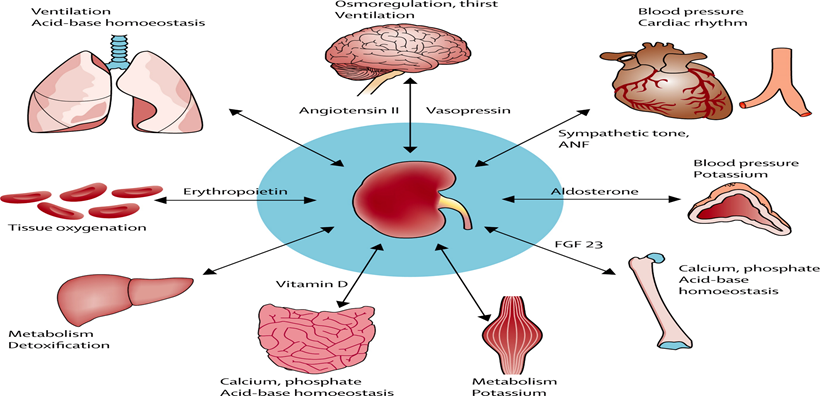 Ventilation
Acid-base homoeostasis
Osmoregulation, thirst
Ventilation
Blood pressure
Cardiac rhythm
Angiotensin II
Vasopressin
Sympathetic tone,
ANF
Erythropoietin
Tissue oxygenation
Aldosterone
Blood pressure
Potassium
FGF 23
Calcium, phosphate
Acid-base
homoeostasis
Metabolism
Detoxification
Vitamin D
Calcium, phosphate
Acid-base homoeostasis
Metabolism
Potassium